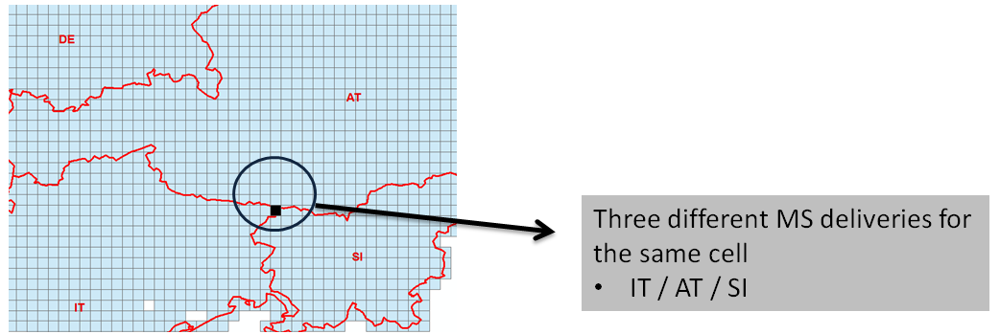 DE
AT
Three different MS deliveries for
the same cell
• IT / AT / SI
SI
IT